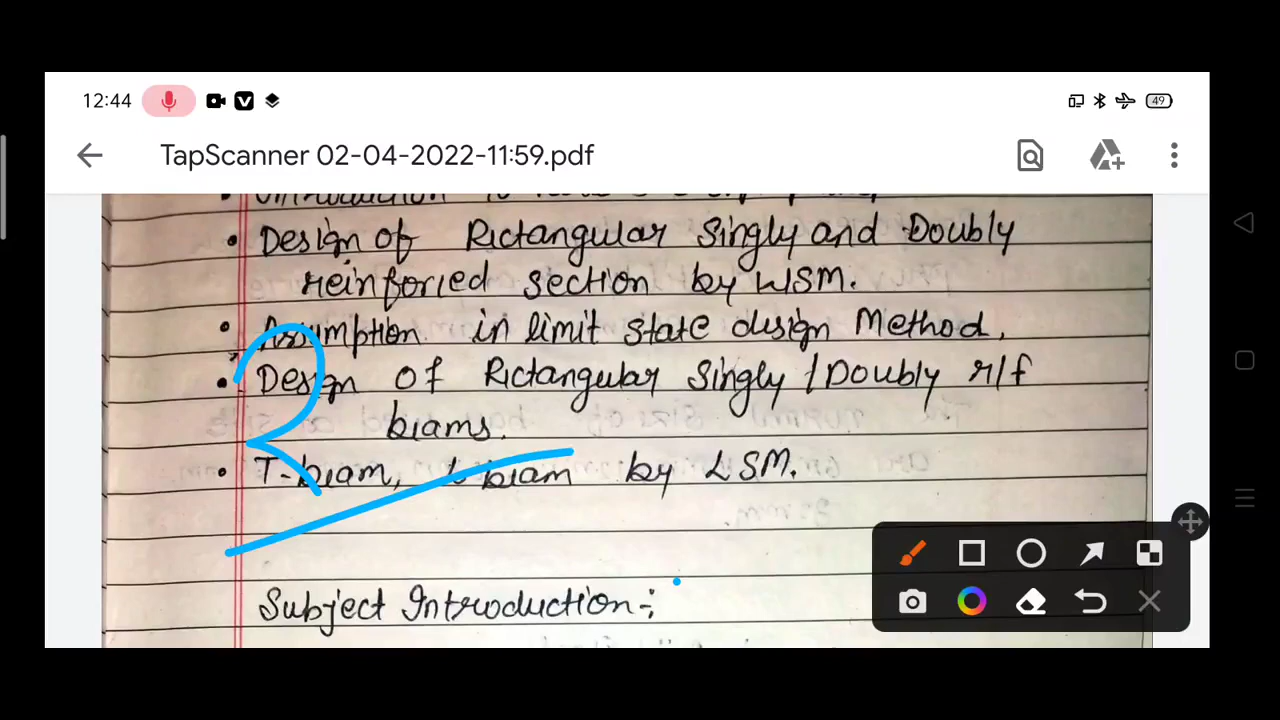 12:44
49
TapScanner 02-04-2022-11:59.pdf
Design of Rectangular Singly and Doubly
reinforced section by WSM.
Assumption in limit state design Method.
Design of Rectangular Singly / Doubly r/f
beams.
T-beam, L beam by LSM.
Subject Introduction:-